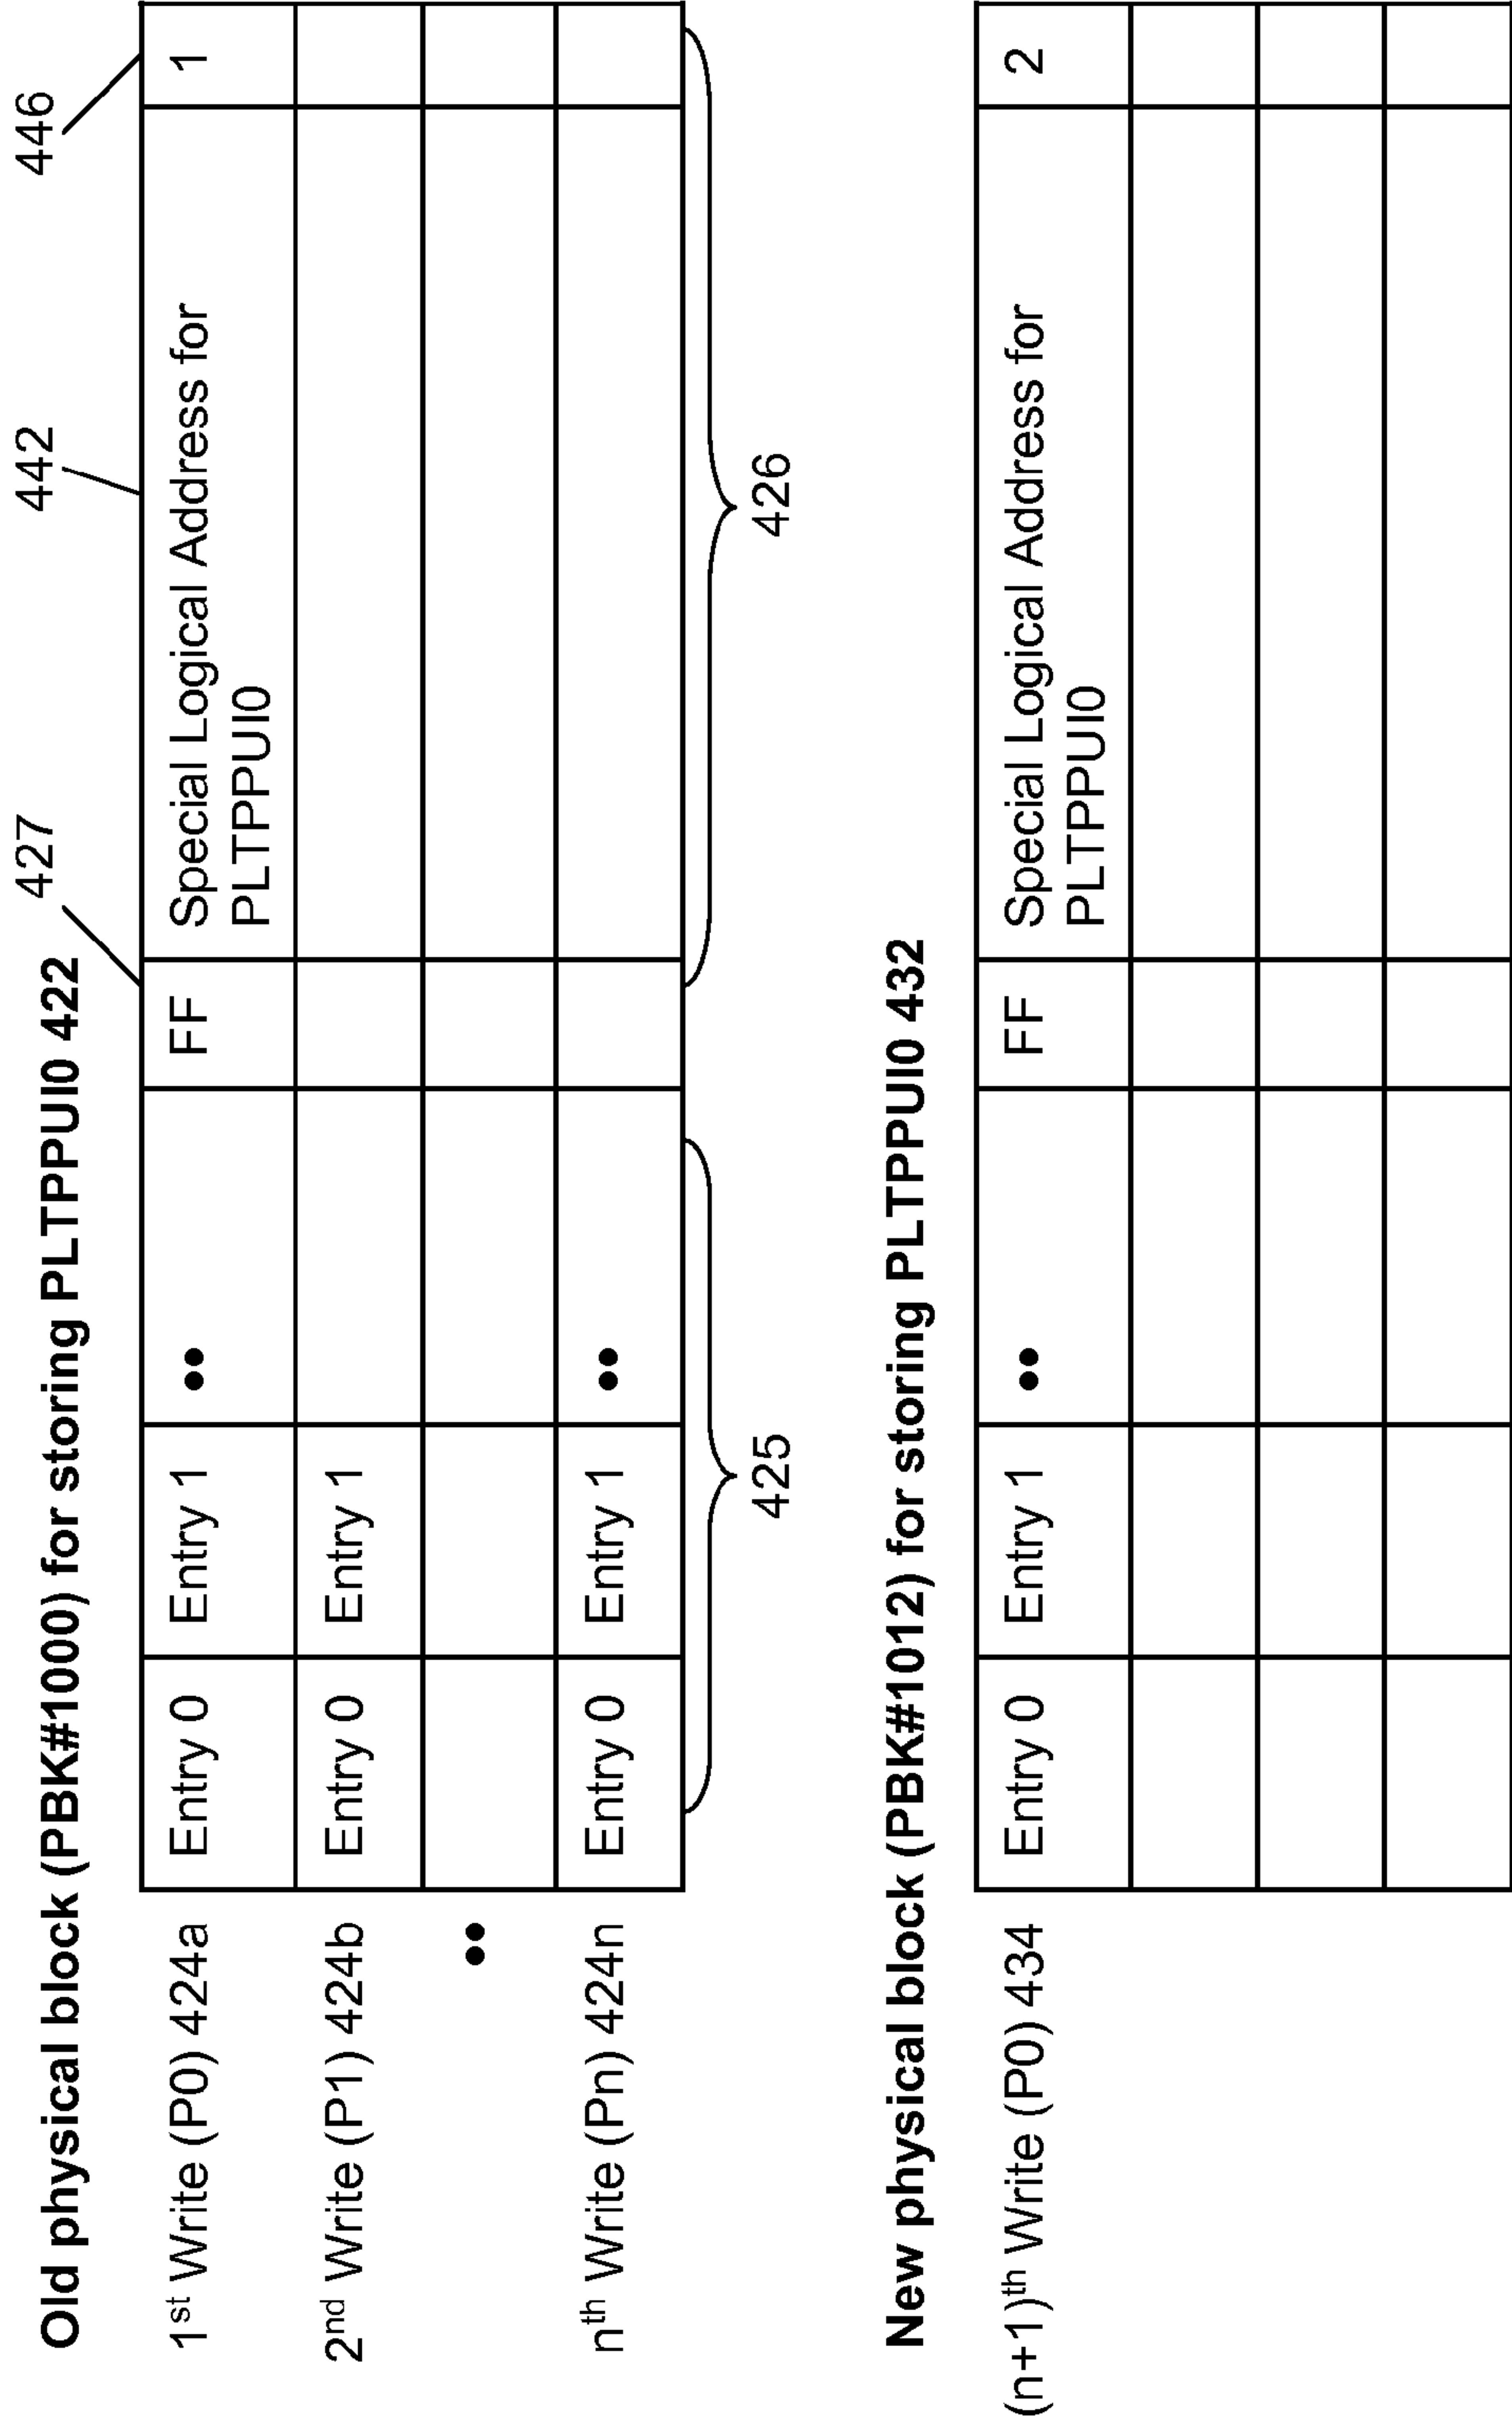 427
442
446
Old physical block (PBK#1000) for storing PLTPPUI0 422
1st Write (P0) 424a
Entry 0
Entry 1
••
FF
Special Logical Address for
PLTPPUI0
1
2nd Write (P1) 424b
Entry 0
Entry 1
••
nth Write (Pn) 424n
Entry 0
Entry 1
••
425
426
New physical block (PBK#1012) for storing PLTPPUI0 432
(n+1)th Write (P0) 434
Entry 0
Entry 1
••
FF
Special Logical Address for
PLTPPUI0
2